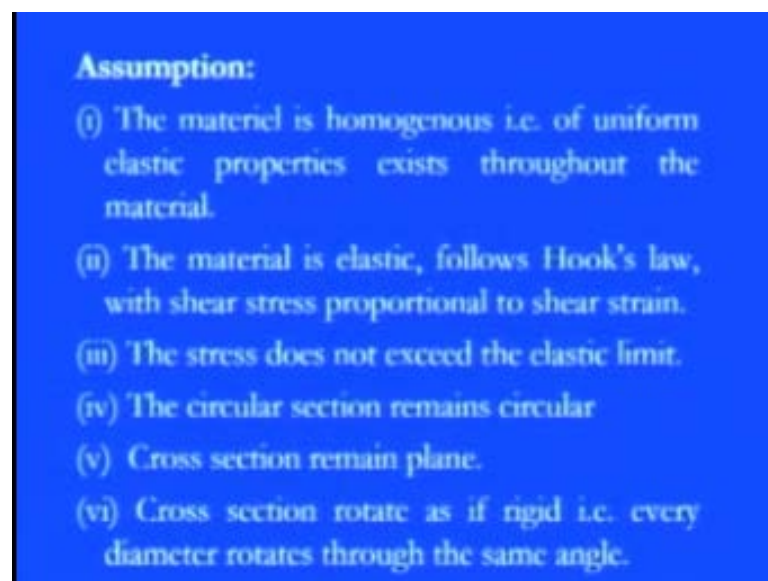 Assumption:
(i) The materiel is homogenous i.e. of uniform
elastic properties exists throughout the
material.
(ii) The material is elastic, follows Hook's law,
with shear stress proportional to shear strain.
(iii) The stress does not exceed the elastic limit.
(iv) The circular section remains circular
(v) Cross section remain plane.
(vi) Cross section rotate as if rigid i.e. every
diameter rotates through the same angle.